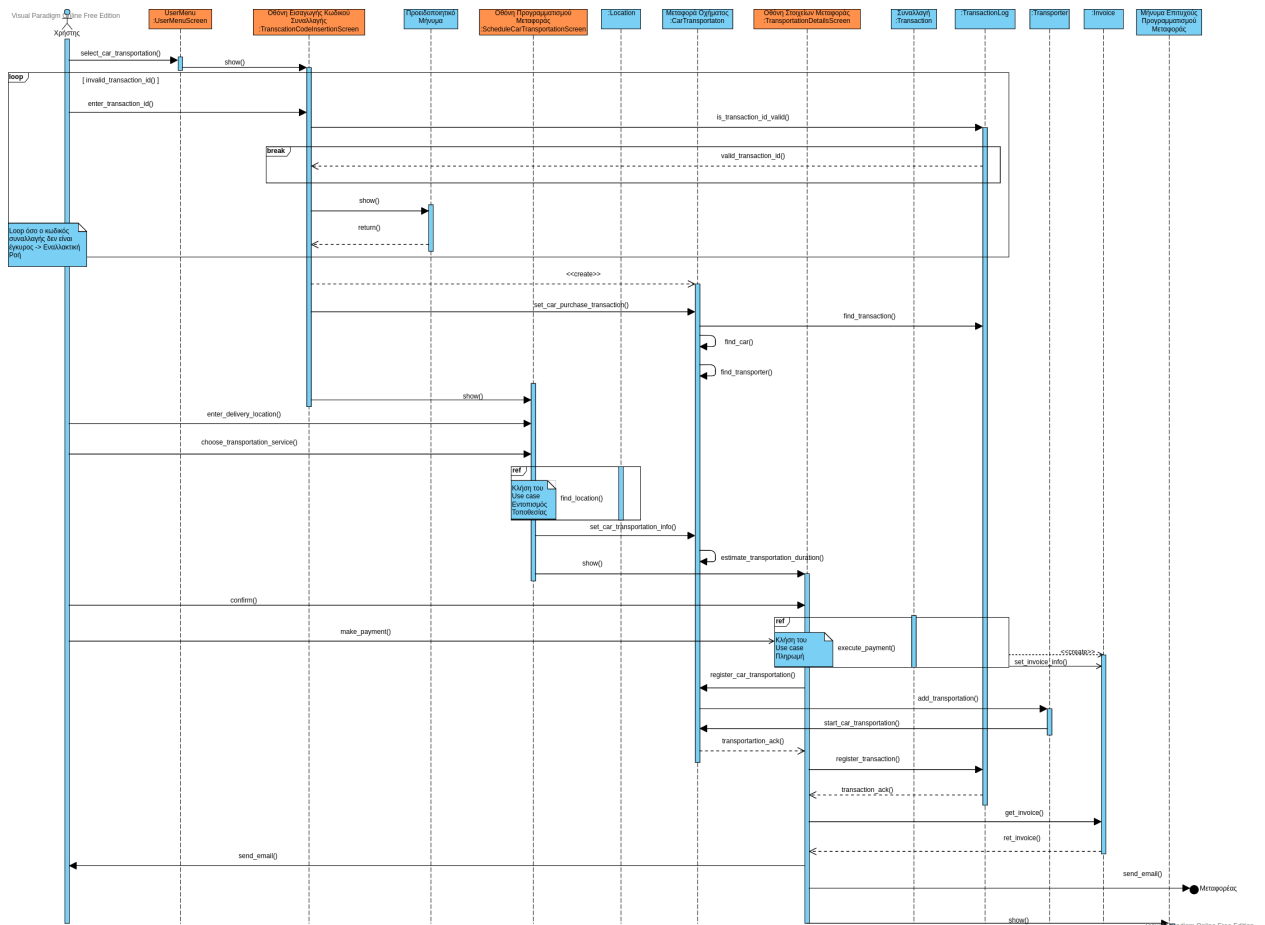 Visual Paradigm Online Free Edition
Χρήστης
UserMenu
:UserMenuScreen
Οθόνη Εισαγωγής Κωδικού
Συναλλαγής
:TranscationCodeInsertionScreen
Προειδοποιητικό
Μήνυμα
Οθόνη Προγραμματισμού
Μεταφοράς
:ScheduleCarTransportationScreen
:Location
Μεταφορά Οχήματος
:CarTransportaton
Οθόνη Στοιχείων Μεταφοράς
:TransportationDetailsScreen
Συναλλαγή
:Transaction
:TransactionLog
:Transporter
:Invoice
Μήνυμα Επιτυχούς
Προγραμματισμού
Μεταφοράς
select_car_transportation()
show()
loop
[ invalid_transaction_id() ]
enter_transaction_id()
is_transaction_id_valid()
break
valid_transaction_id()
show()
return()
Loop όσο ο κωδικός
συναλλαγής δεν είναι
έγκυρος -> Εναλλακτική
Ροή
<<create>>
set_car_purchase_transaction()
find_transaction()
find_car()
find_transporter()
show()
enter_delivery_location()
choose_transportation_service()
ref
Κλήση του
Use case
Εντοπισμός
Τοποθεσίας
find_location()
set_car_transportation_info()
estimate_transportation_duration()
show()
confirm()
ref
make_payment()
Κλήση του
Use case
Πληρωμή
execute_payment()
<<create>>
set_invoice_info()
register_car_transportation()
add_transportation()
start_car_transportation()
transportartion_ack()
register_transaction()
transaction_ack()
get_invoice()
ret_invoice()
send_email()
send_email()
Μεταφορέας
show()